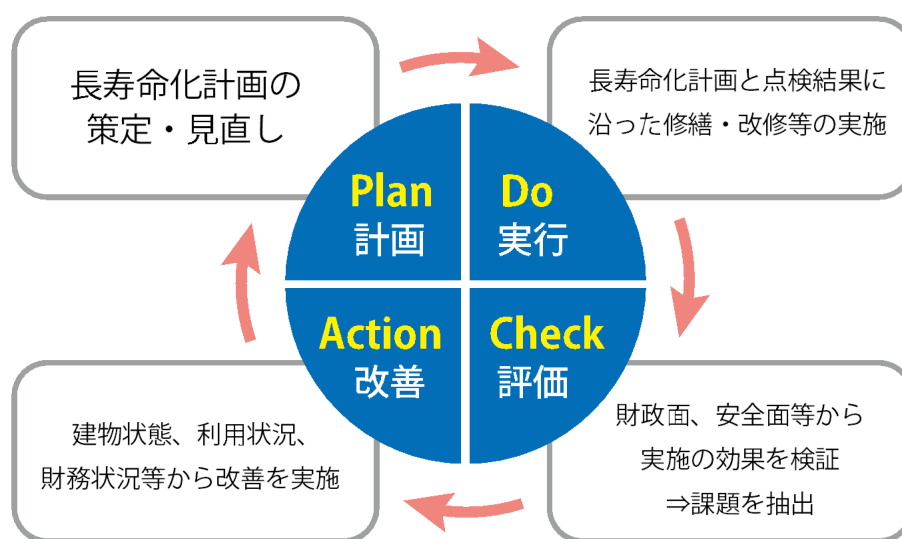 長寿命化計画の
策定・見直し
長寿命化計画と点検結果に
沿った修繕・改修等の実施
Plan
計画
Do
実行
Action
改善
Check
評価
建物状態、利用状況、
財務状況等から改善を実施
財政面、安全面等から
実施の効果を検証
⇒課題を抽出